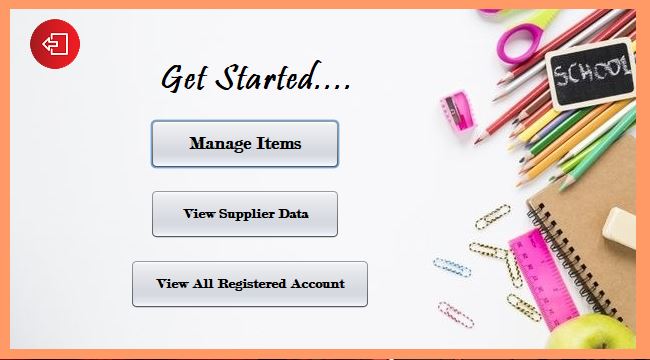 Get Started....
SCHOOL
Manage Items
View Supplier Data
View All Registered Account